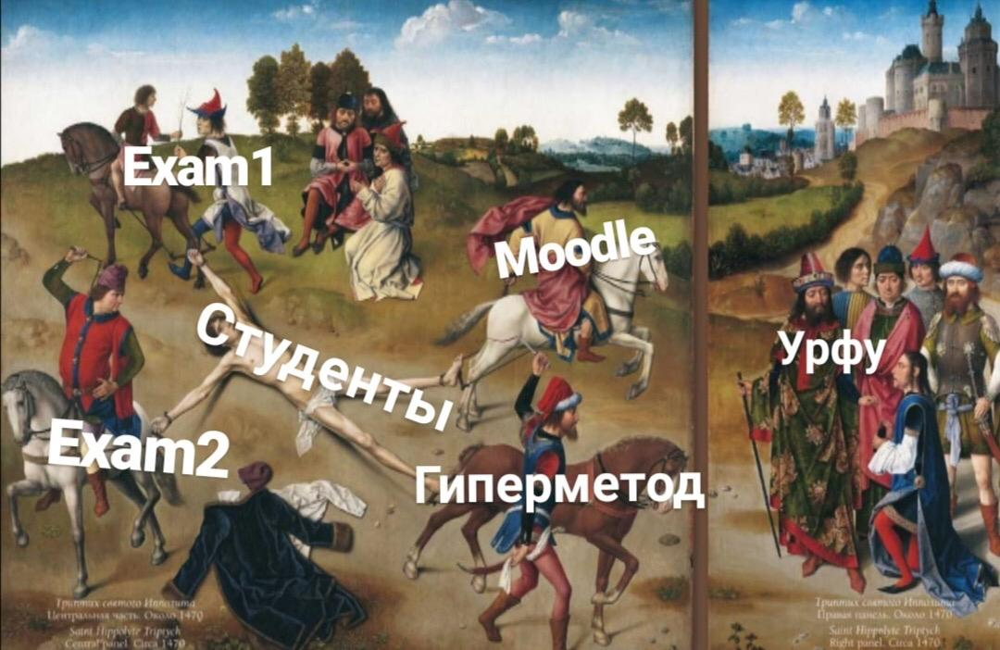 Exam1
Moodle
Студенты
Урфу
Exam2
Гиперметод
Триптих святого Ипполита
Центральная часть. Около 1470
Saint Hippolyte Triptych
Central panel. Circa 1470
Триптих святого Ипполита
Правая панель. Около 1470
Saint Hippolyte Triptych
Right panel. Circa 1470